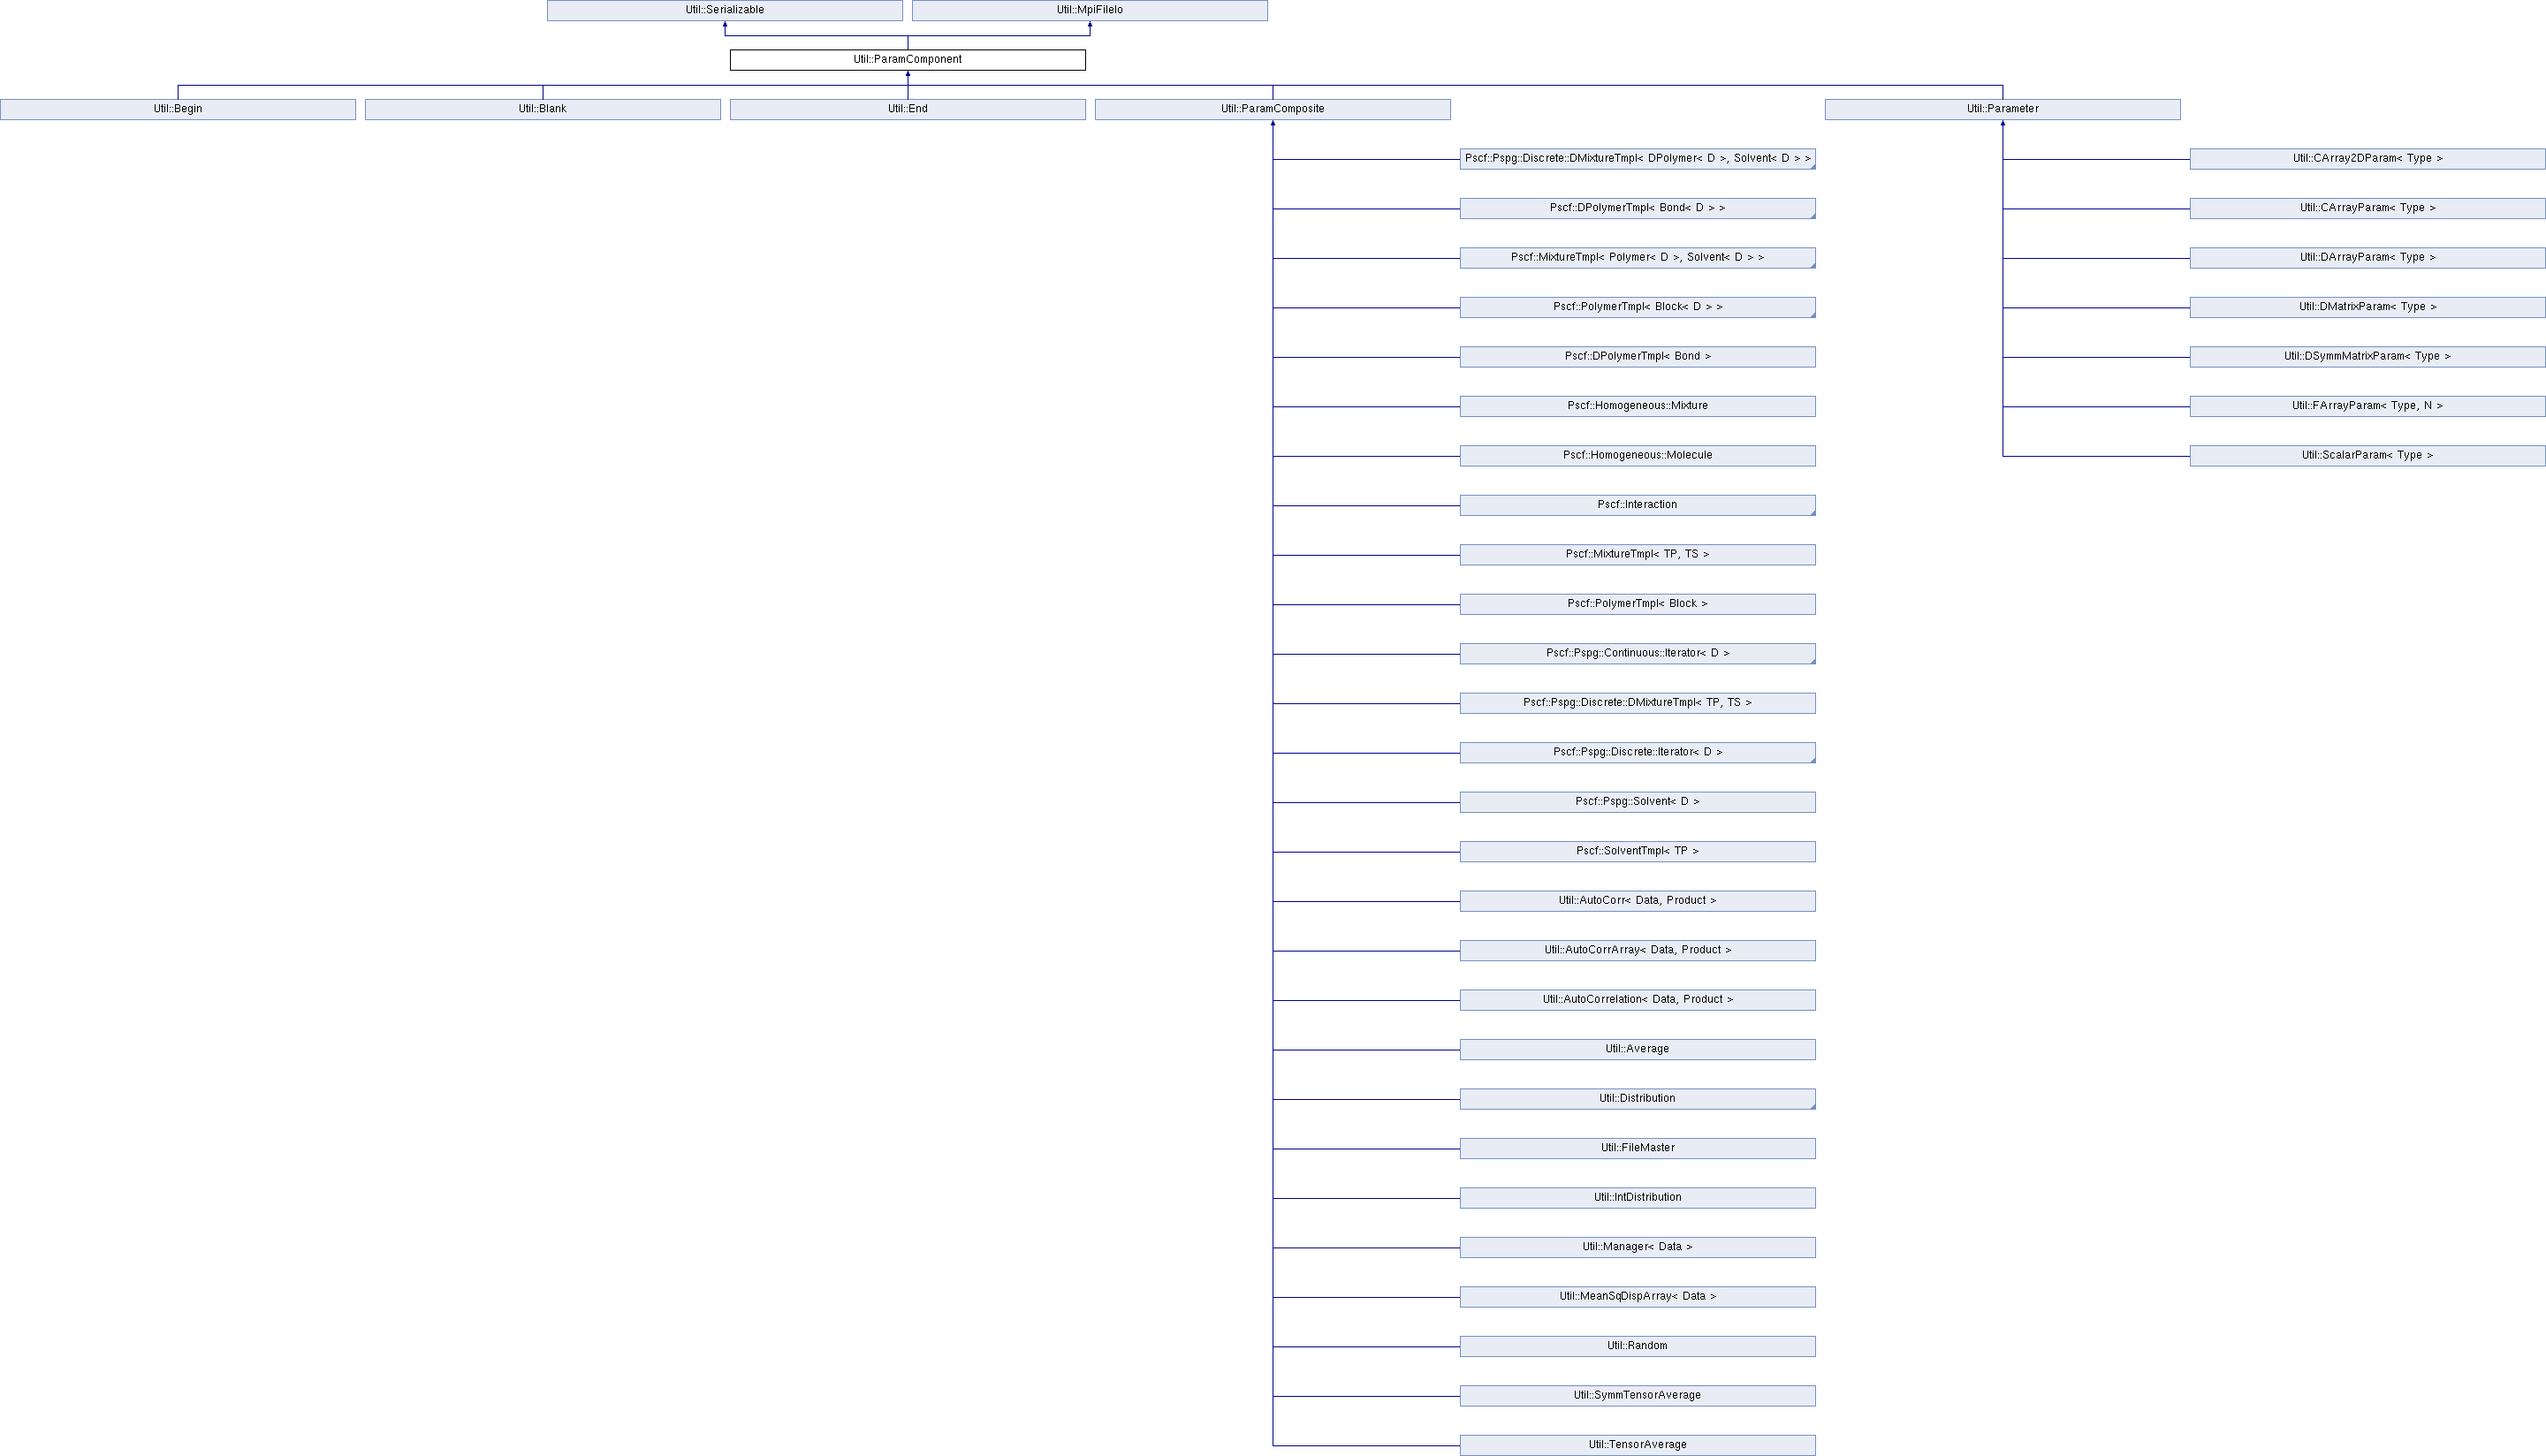 Util::Serializable
Util::MpiFileIo
Util::ParamComponent
Util::Begin
Util::Blank
Util::End
Util::ParamComposite
Util::Parameter
Pscf::Pspg::Discrete::DMixtureTmpl< DPolymer< D >, Solvent< D > >
Pscf::DPolymerTmpl< Bond< D > >
Pscf::MixtureTmpl< Polymer< D >, Solvent< D > >
Pscf::PolymerTmpl< Block< D > >
Pscf::DPolymerTmpl< Bond >
Pscf::Homogeneous::Mixture
Pscf::Homogeneous::Molecule
Pscf::Interaction
Pscf::MixtureTmpl< TP, TS >
Pscf::PolymerTmpl< Block >
Pscf::Pspg::Continuous::Iterator< D >
Pscf::Pspg::Discrete::DMixtureTmpl< TP, TS >
Pscf::Pspg::Discrete::Iterator< D >
Pscf::Pspg::Solvent< D >
Pscf::SolventTmpl< TP >
Util::AutoCorr< Data, Product >
Util::AutoCorrArray< Data, Product >
Util::AutoCorrelation< Data, Product >
Util::Average
Util::Distribution
Util::FileMaster
Util::IntDistribution
Util::Manager< Data >
Util::MeanSqDispArray< Data >
Util::Random
Util::SymmTensorAverage
Util::TensorAverage
Util::CArray2DParam< Type >
Util::CArrayParam< Type >
Util::DArrayParam< Type >
Util::DMatrixParam< Type >
Util::DSymmMatrixParam< Type >
Util::FArrayParam< Type, N >
Util::ScalarParam< Type >